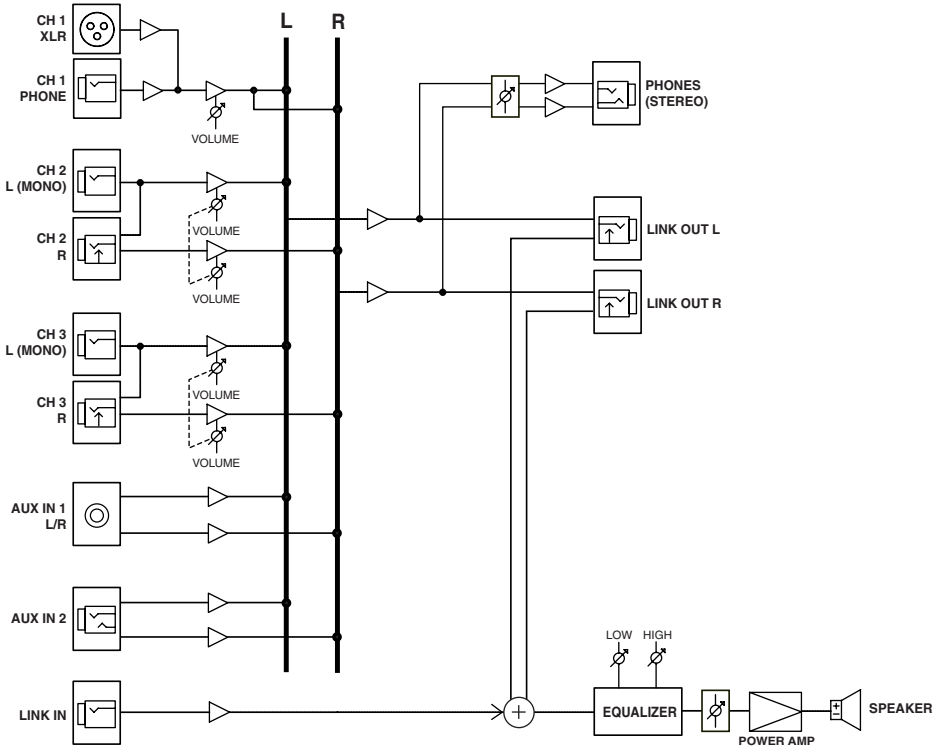 CH 1
XLR
L
R
CH 1
PHONE
VOLUME
PHONES
(STEREO)
CH 2
L (MONO)
VOLUME
CH 2
R
VOLUME
LINK OUT L
LINK OUT R
CH 3
L (MONO)
VOLUME
CH 3
R
VOLUME
AUX IN 1
L/R
AUX IN 2
LINK IN
LOW
HIGH
EQUALIZER
POWER AMP
SPEAKER